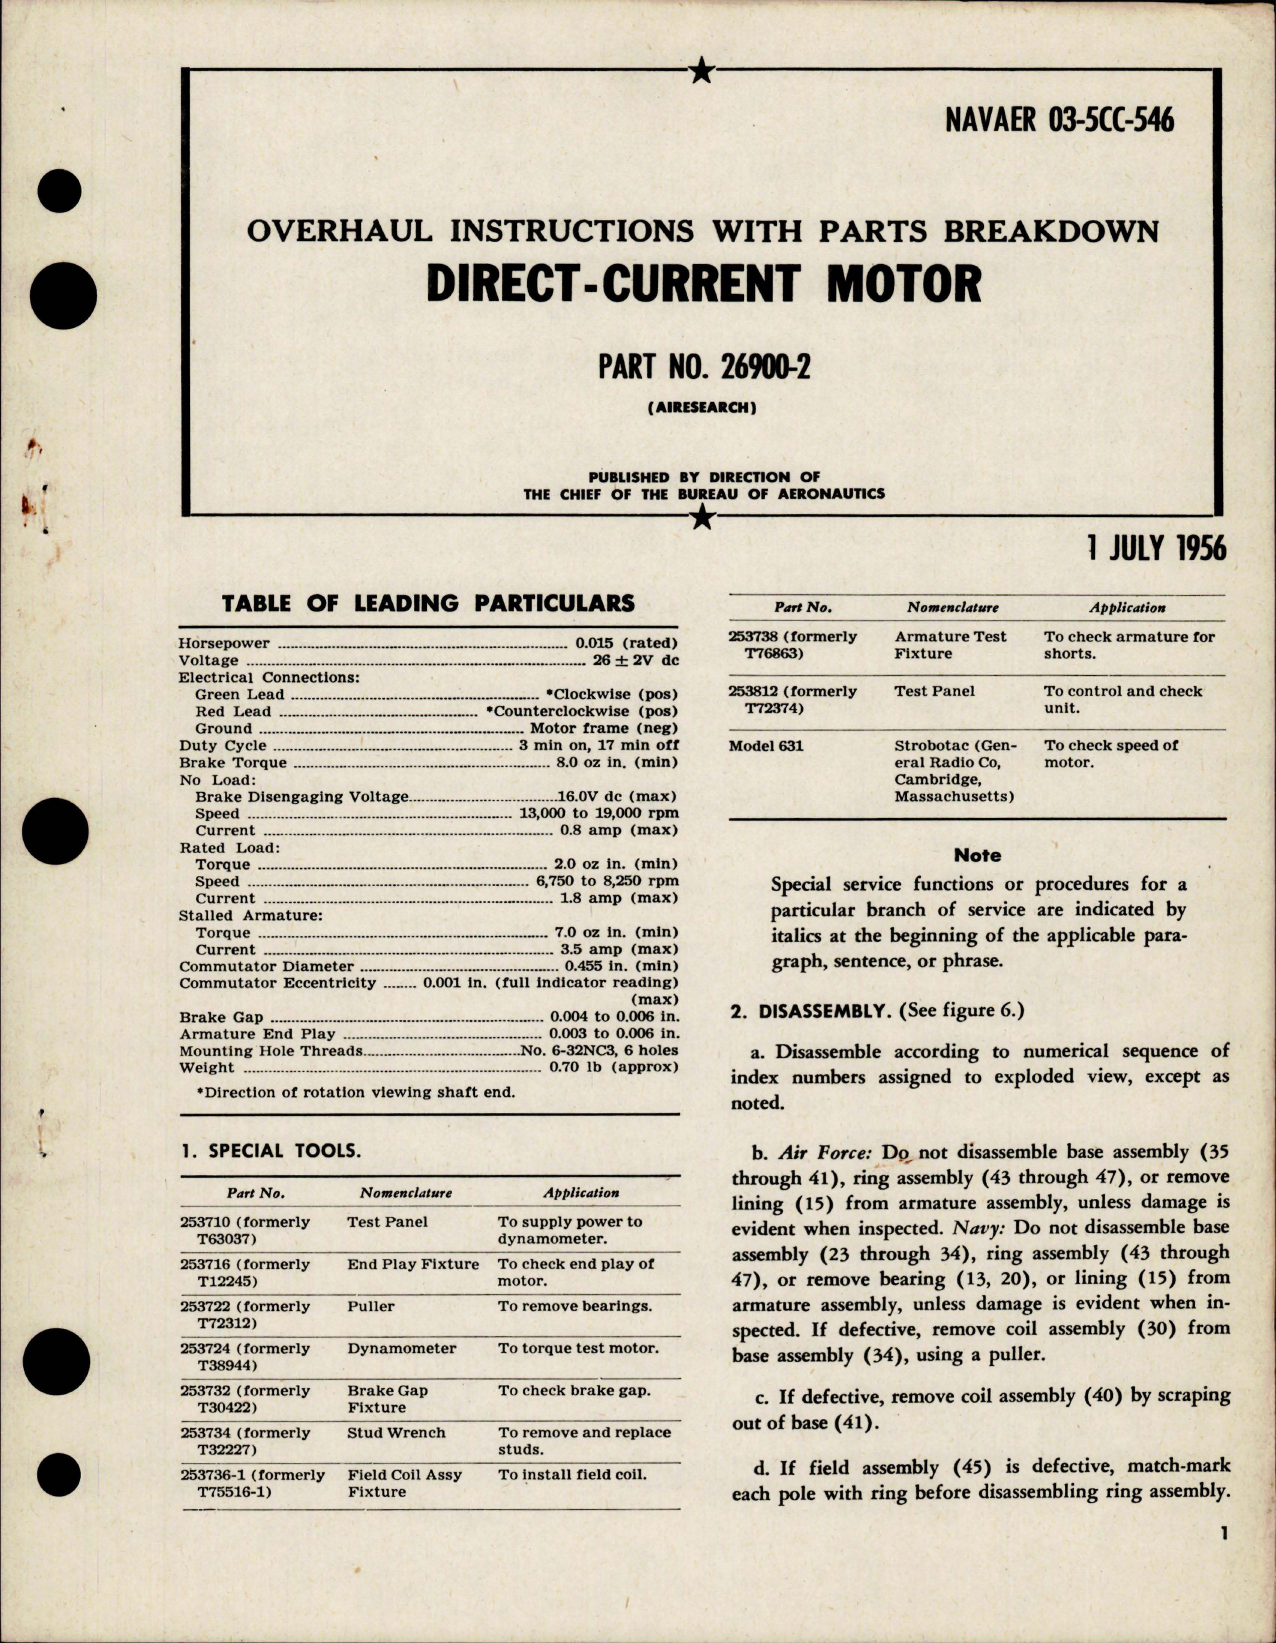 NAVAER 03-5CC-546
OVERHAUL INSTRUCTIONS WITH PARTS BREAKDOWN
DIRECT-CURRENT MOTOR
PART NO. 26900-2
(AIRESEARCH)
PUBLISHED BY DIRECTION OF
THE CHIEF OF THE BUREAU OF AERONAUTICS
1 JULY 1956
TABLE OF LEADING PARTICULARS
Horsepower ........ 0.015 (rated)
Voltage ........ 26 ± 2V dc
Electrical Connections:
Green Lead ........ *Clockwise (pos)
Red Lead ........ *Counterclockwise (pos)
Ground ........ Motor frame (neg)
Duty Cycle ........ 3 min on, 17 min off
Brake Torque ........ 8.0 oz in. (min)
No Load:
Brake Disengaging Voltage ........ 16.0V dc (max)
Speed ........ 13,000 to 19,000 rpm
Current ........ 0.8 amp (max)
Rated Load:
Torque ........ 2.0 oz in. (min)
Speed ........ 6,750 to 8,250 rpm
Current ........ 1.8 amp (max)
Stalled Armature:
Torque ........ 7.0 oz in. (min)
Current ........ 3.5 amp (max)
Commutator Diameter ........ 0.455 in. (min)
Commutator Eccentricity ........ 0.001 in. (full indicator reading)
(max)
Brake Gap ........ 0.004 to 0.006 in.
Armature End Play ........ 0.003 to 0.006 in.
Mounting Hole Threads ........ No. 6-32NC3, 6 holes
Weight ........ 0.70 lb (approx)
*Direction of rotation viewing shaft end.
1. SPECIAL TOOLS.
Part No. Nomenclature Application
253710 (formerly Test Panel To supply power to
T63037) dynamometer.
253716 (formerly End Play Fixture To check end play of
T12245) motor.
253722 (formerly Puller To remove bearings.
T72312)
253724 (formerly Dynamometer To torque test motor.
T38944)
253732 (formerly Brake Gap To check brake gap.
T30422) Fixture
253734 (formerly Stud Wrench To remove and replace
T32227) studs.
253736-1 (formerly Field Coil Assy To install field coil.
T75516-1) Fixture
Part No. Nomenclature Application
253738 (formerly Armature Test To check armature for
T76863) Fixture shorts.
253812 (formerly Test Panel To control and check
T72374) unit.
Model 631 Strobotac (Gen- To check speed of
eral Radio Co, motor.
Cambridge,
Massachusetts)
Note
Special service functions or procedures for a
particular branch of service are indicated by
italics at the beginning of the applicable para-
graph, sentence, or phrase.
2. DISASSEMBLY. (See figure 6.)
a. Disassemble according to numerical sequence of
index numbers assigned to exploded view, except as
noted.
b. Air Force: Do not disassemble base assembly (35
through 41), ring assembly (43 through 47), or remove
lining (15) from armature assembly, unless damage is
evident when inspected. Navy: Do not disassemble base
assembly (23 through 34), ring assembly (43 through
47), or remove bearing (13, 20), or lining (15) from
armature assembly, unless damage is evident when in-
spected. If defective, remove coil assembly (30) from
base assembly (34), using a puller.
c. If defective, remove coil assembly (40) by scraping
out of base (41).
d. If field assembly (45) is defective, match-mark
each pole with ring before disassembling ring assembly.
1